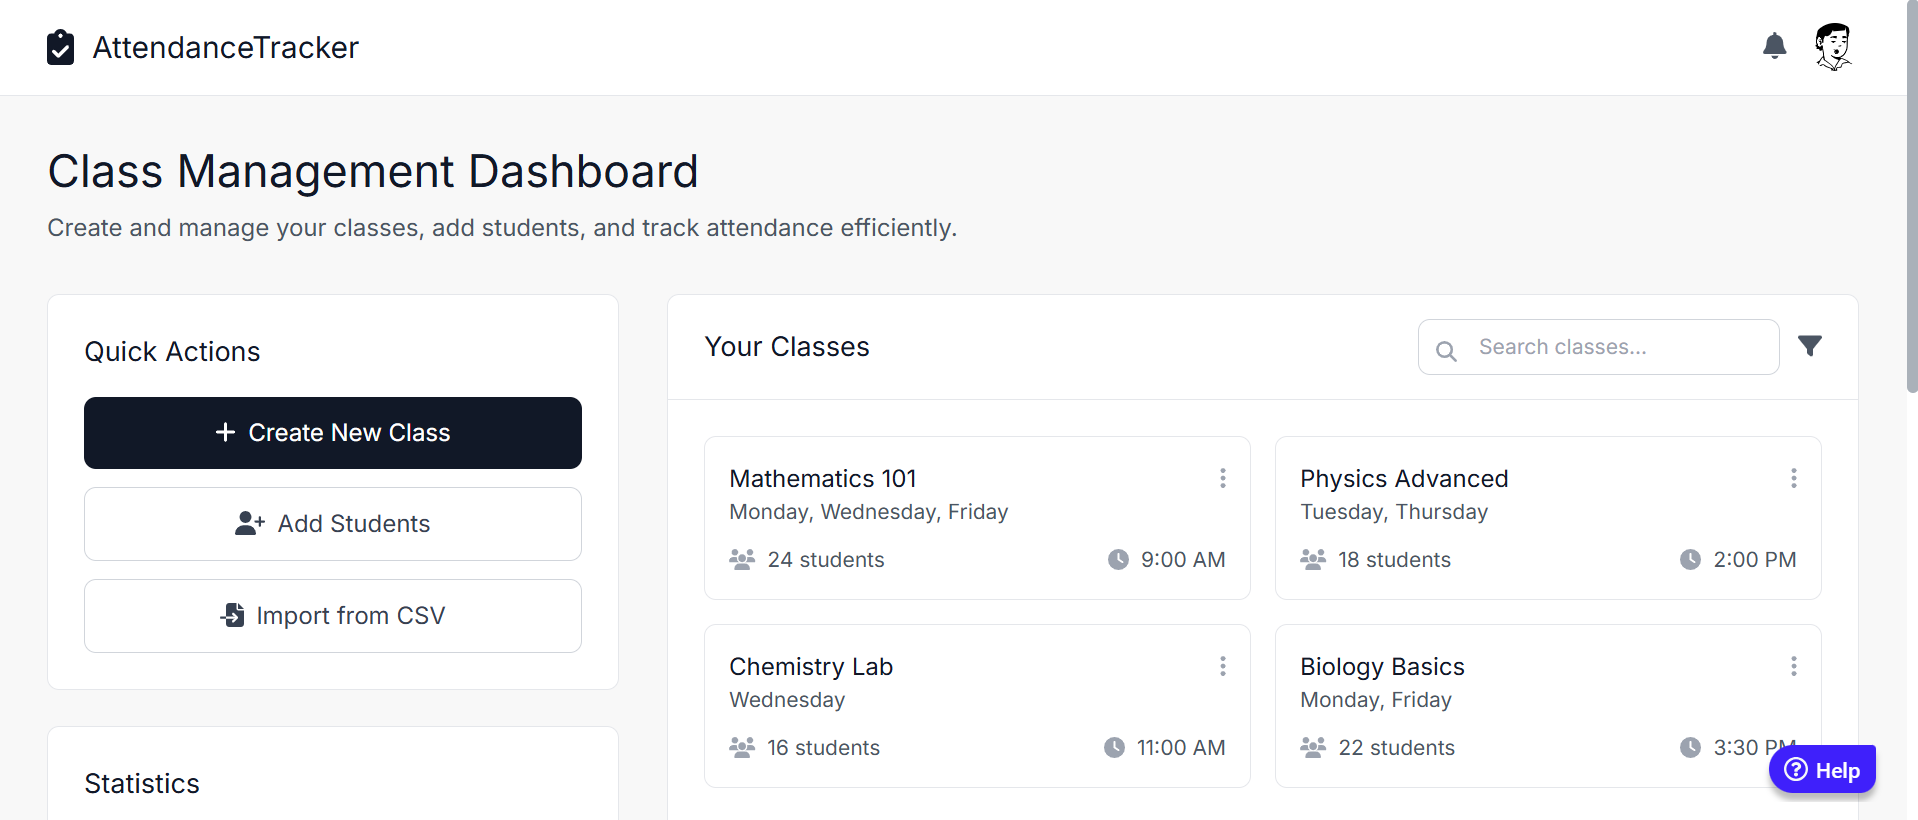 AttendanceTracker
Class Management Dashboard
Create and manage your classes, add students, and track attendance efficiently.
Quick Actions
Create New Class
Add Students
Import from CSV
Statistics
Your Classes
Search classes...
Mathematics 101
Monday, Wednesday, Friday
24 students
9:00 AM
Physics Advanced
Tuesday, Thursday
18 students
2:00 PM
Chemistry Lab
Wednesday
16 students
11:00 AM
Biology Basics
Monday, Friday
22 students
3:30 PM
Help